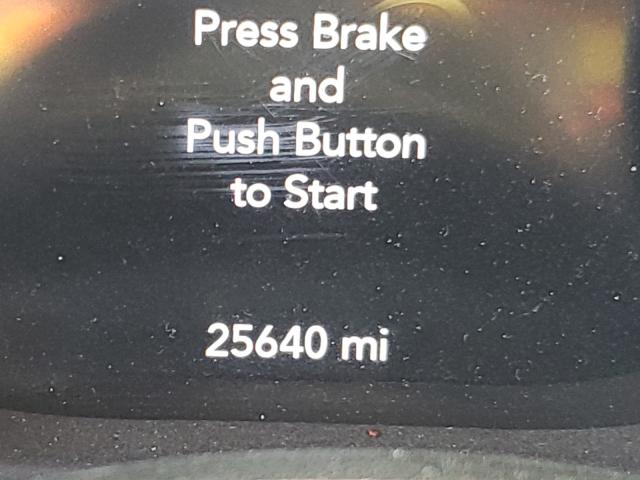 Press Brake
and
Push Button
to Start
25640 mi